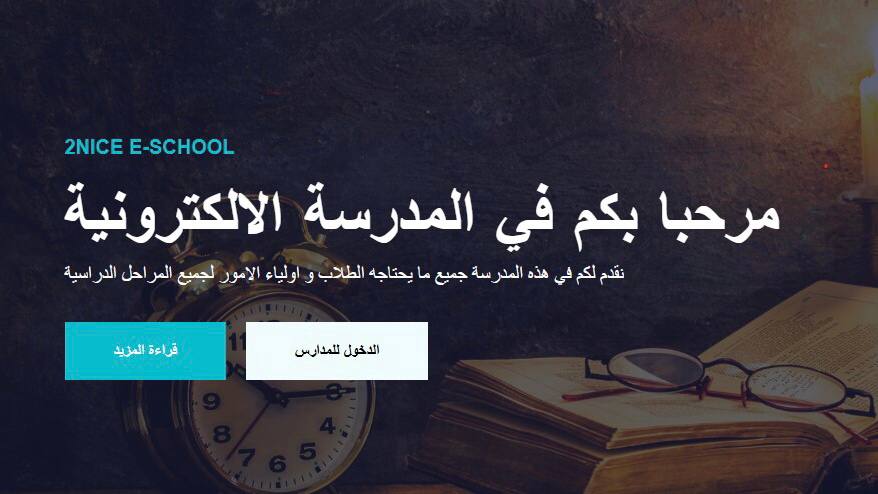 2NICE E-SCHOOL
مرحبا بكم في المدرسة الالكترونية
نقدم لكم في هذه المدرسة جميع ما يحتاجه الطلاب و اولياء الامور لجميع المراحل الدراسية
قراءة المزيد
الدخول للمدارس